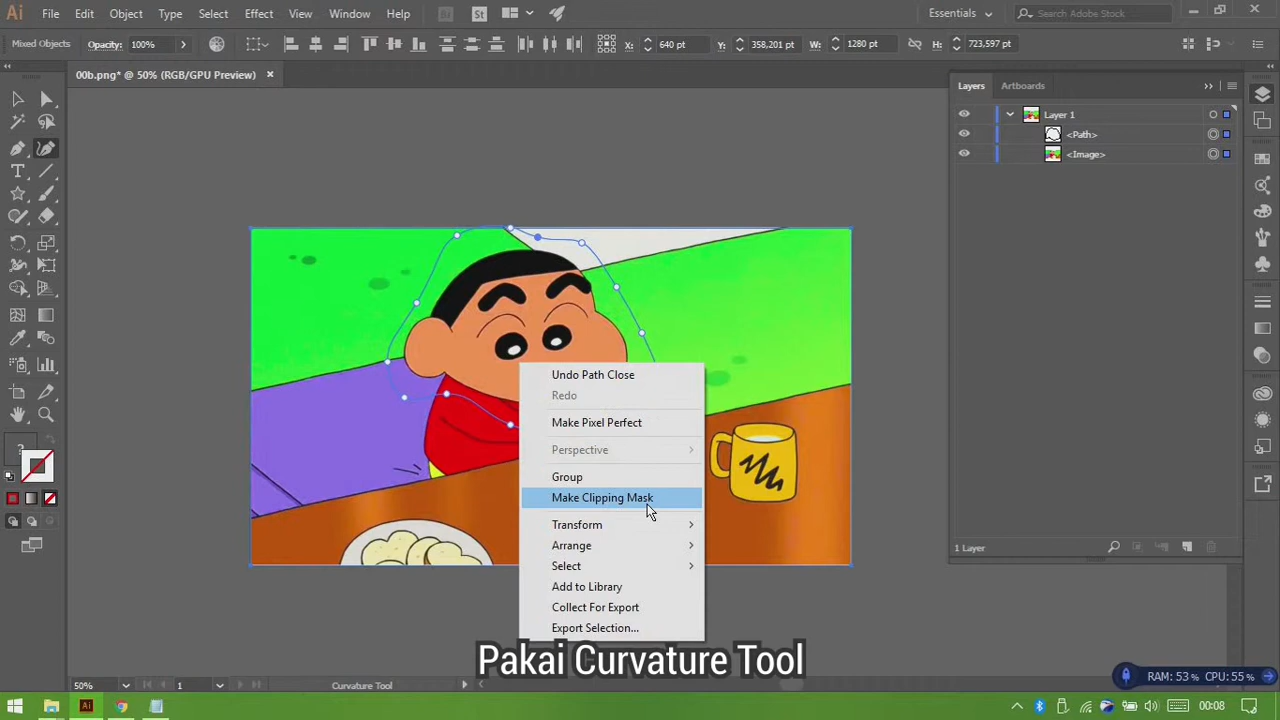 Ai File Edit Object Type Select Effect View Window Help Br St Essentials Search Adobe Stock
Mixed Objects Opacity: 100% X: 640 pt Y: 358,201 pt W: 1280 pt H: 723,597 pt
00b.png* @ 50% (RGB/GPU Preview)
Layers Artboards
Layer 1
<Path>
<Image>
Undo Path Close
Redo
Make Pixel Perfect
Perspective
Group
Make Clipping Mask
Transform
Arrange
Select
Add to Library
Collect For Export
Export Selection...
?
1 Layer
Pakai Curvature Tool
50% 1 Curvature Tool
RAM: 53 % CPU: 55 %
Ai 00:08